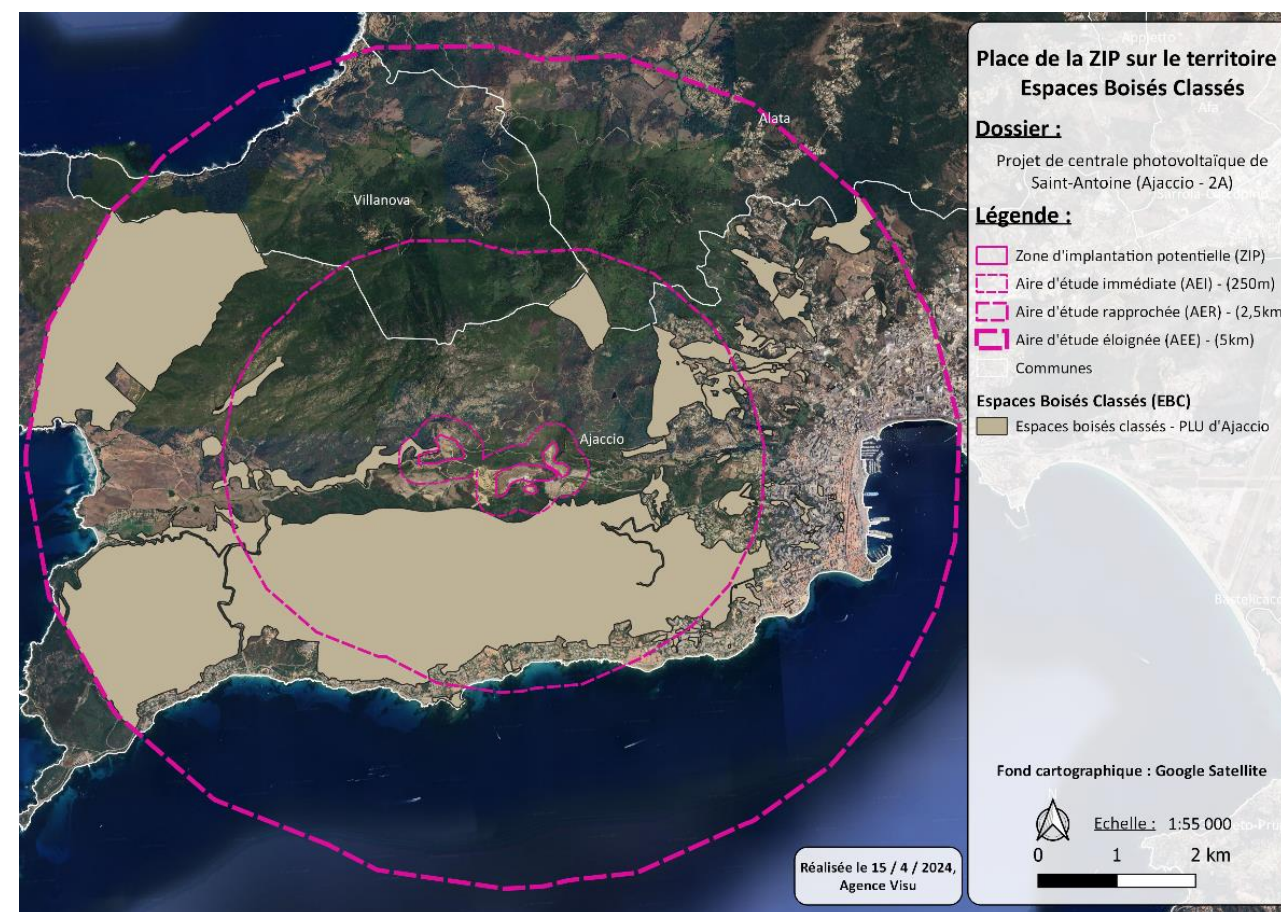 Place de la ZIP sur le territoire
Espaces Boisés Classés
Dossier :
Projet de centrale photovoltaïque de
Saint-Antoine (Ajaccio - 2A)
Légende :
Zone d'implantation potentielle (ZIP)
Aire d'étude immédiate (AEI) - (250m)
Aire d'étude rapprochée (AER) - (2,5km
Aire d'étude éloignée (AEE) - (5km)
Communes
Espaces Boisés Classés (EBC)
Espaces boisés classés - PLU d'Ajaccio
Alata
Villanova
Ajaccio
Appietto
Afa
Fond cartographique : Google Satellite
N
Echelle : 1:55 000
0 1 2 km
Réalisée le 15 / 4 / 2024,
Agence Visu